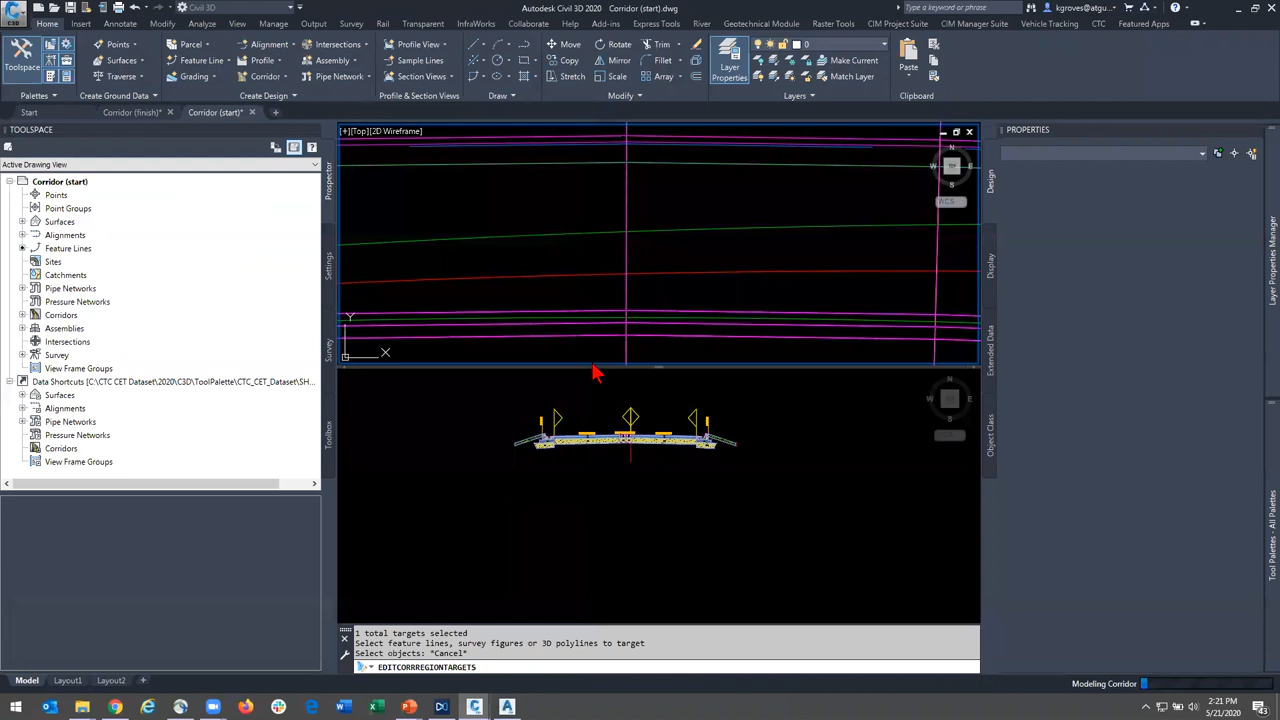 C3D
Civil 3D
Autodesk Civil 3D 2020 Corridor (start).dwg
Type a keyword or phrase
kgroves@atgu...
Home Insert Annotate Modify Analyze View Manage Output Survey Rail Transparent InfraWorks Collaborate Help Add-ins Express Tools River Geotechnical Module Raster Tools CIM Project Suite CIM Manager Suite Vehicle Tracking CTC Featured Apps
Toolspace
Parcel
Feature Line
Grading
Points
Surfaces
Traverse
Alignment
Profile
Corridor
Intersections
Assembly
Pipe Network
Profile View
Sample Lines
Section Views
Move
Copy
Stretch
Rotate
Mirror
Scale
Trim
Fillet
Array
Layer Properties
0
Make Current
Match Layer
Paste
Palettes Create Ground Data Create Design Profile & Section Views Draw Modify Layers Clipboard
Start Corridor (finish)* Corridor (start)*
TOOLSPACE
Active Drawing View
Corridor (start)
Points
Point Groups
Surfaces
Alignments
Feature Lines
Sites
Catchments
Pipe Networks
Pressure Networks
Corridors
Assemblies
Intersections
Survey
View Frame Groups
Data Shortcuts [C:\CTC CET Dataset\2020\C3D\ToolPalette\CTC_CET_Dataset\SH...
Surfaces
Alignments
Pipe Networks
Pressure Networks
Corridors
View Frame Groups
Prospector
Settings
Survey
Toolbox
[+][Top][2D Wireframe]
N
W TOP E
S
WCS
Y
X
N
W E
S
PROPERTIES
Design
Display
Extended Data
Object Class
Layer Properties Manager
Tool Palettes - All Palettes
1 total targets selected
Select feature lines, survey figures or 3D polylines to target
Select objects: *Cancel*
EDITCORRREGIONTARGETS
Model Layout1 Layout2
Modeling Corridor
2:21 PM
5/21/2020
43